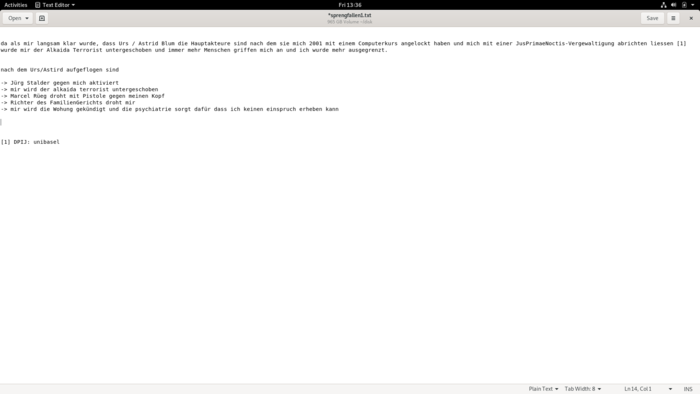 Activities Text Editor Fri 13:36
Open *sprengfallen1.txt Save
da als mir langsam klar wurde, dass Urs / Astrid Blum die Hauptakteure sind nach dem sie mich 2001 mit einem Computerkurs angelockt haben und mich mit einer JusPrimaeNoctis-Vergewaltigung abrichten liessen [1]
wurde mir der Alkaida Terrorist untergeschoben und immer mehr Menschen griffen mich an und ich wurde mehr ausgegrenzt.
nach dem Urs/Astird aufgeflogen sind
-> Jürg Stalder gegen mich aktiviert
-> mir wird der alkaida terrorist untergeschoben
-> Marcel Rüeg droht mit Pistole gegen meinen Kopf
-> Richter des FamilienGerichts droht mir
-> mir wird die Wohung gekündigt und die psychiatrie sorgt dafür dass ich keinen einspruch erheben kann
[1] DPIJ: unibasel
Plain Text Tab Width: 8 Ln 14, Col 1 INS